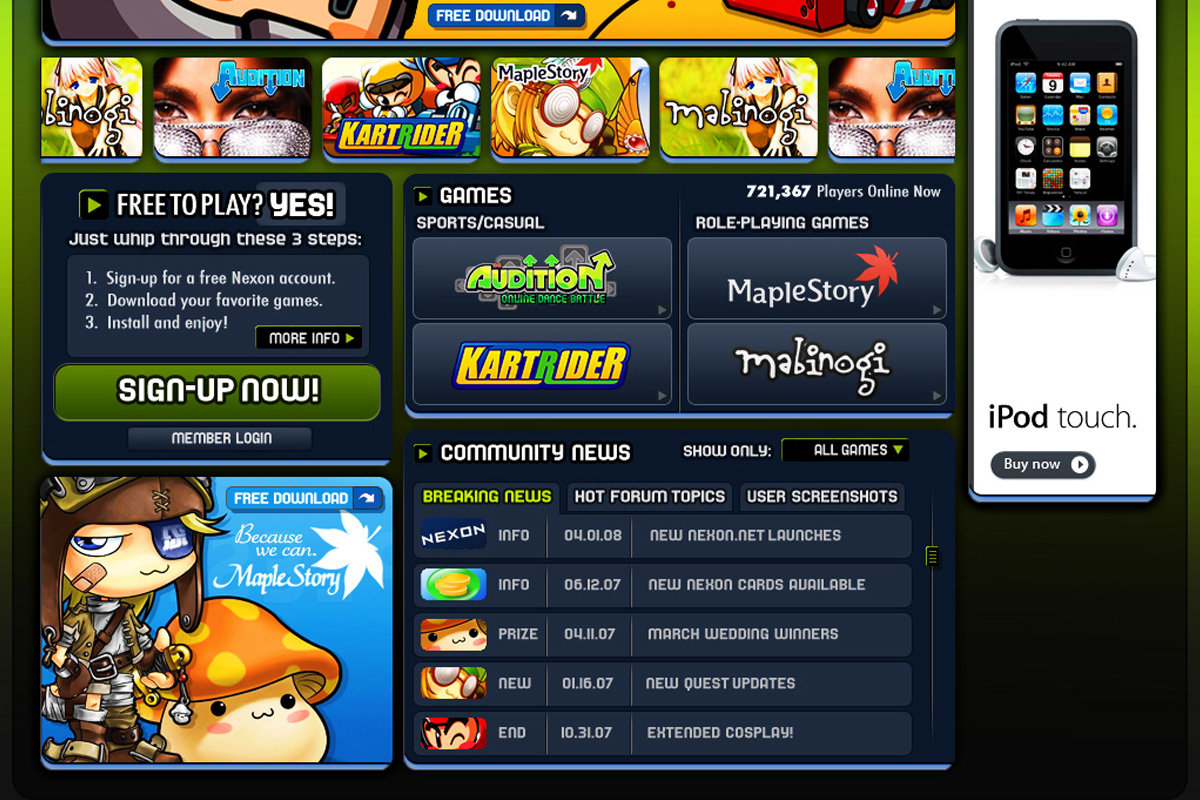 FREE DOWNLOAD
binogi
AUDITION
KARTRIDER
MapleStory
mabinogi
AUDITI
FREE TO PLAY? YES!
Just whip through these 3 steps:
1. Sign-up for a free Nexon account.
2. Download your favorite games.
3. Install and enjoy!
MORE INFO
SIGN-UP NOW!
MEMBER LOGIN
FREE DOWNLOAD
Because
we can.
MapleStory
GAMES
721,367 Players Online Now
SPORTS/CASUAL
ROLE-PLAYING GAMES
AUDITION
ONLINE DANCE BATTLE
MapleStory
KARTRIDER
mabinogi
COMMUNITY NEWS
SHOW ONLY:
ALL GAMES
BREAKING NEWS
HOT FORUM TOPICS
USER SCREENSHOTS
NEXON INFO 04.01.08 NEW NEXON.NET LAUNCHES
INFO 06.12.07 NEW NEXON CARDS AVAILABLE
PRIZE 04.11.07 MARCH WEDDING WINNERS
NEW 01.16.07 NEW QUEST UPDATES
END 10.31.07 EXTENDED COSPLAY!
iPod touch.
Buy now